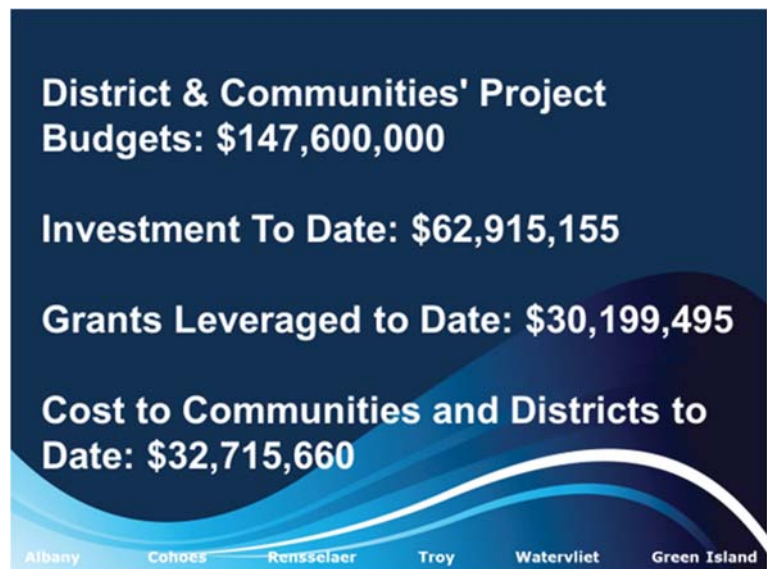 District & Communities' Project
Budgets: $147,600,000
Investment To Date: $62,915,155
Grants Leveraged to Date: $30,199,495
Cost to Communities and Districts to
Date: $32,715,660
Albany Cohoes Rensselaer Troy Watervliet Green Island